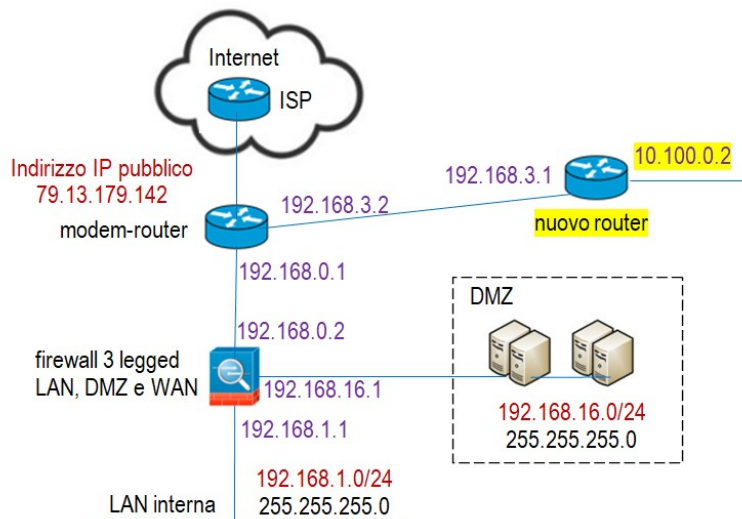 Internet
ISP
Indirizzo IP pubblico
79.13.179.142
modem-router
192.168.3.2
192.168.3.1
10.100.0.2
nuovo router
192.168.0.1
192.168.0.2
firewall 3 legged
LAN, DMZ e WAN
192.168.16.1
192.168.1.1
DMZ
192.168.16.0/24
255.255.255.0
LAN interna
192.168.1.0/24
255.255.255.0